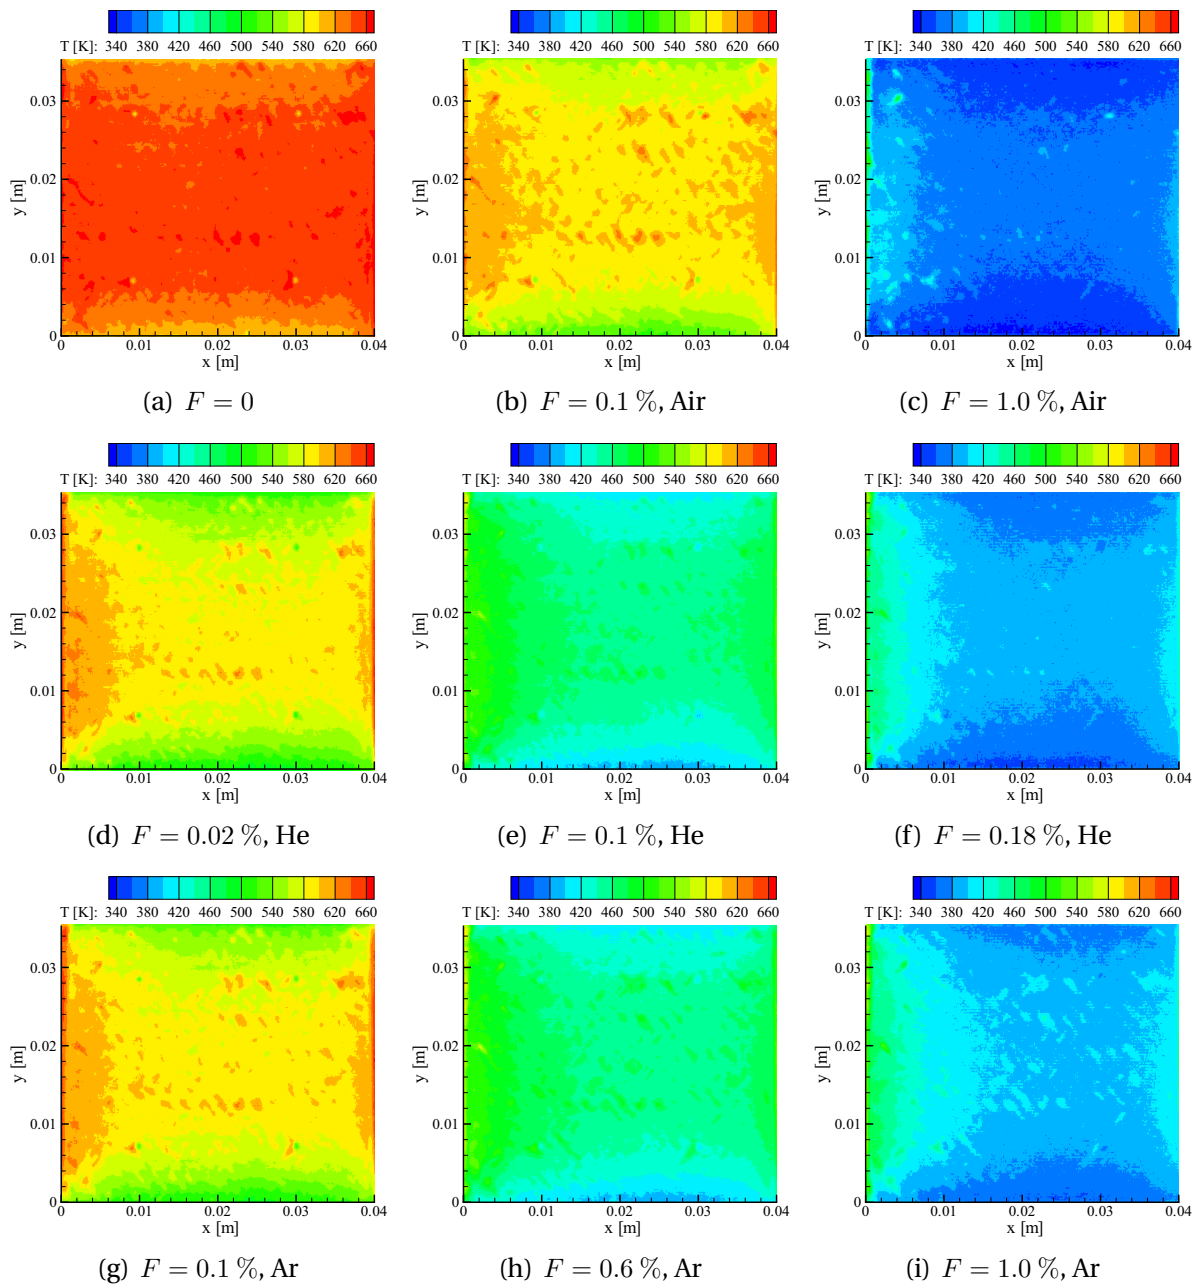 T [K]: 340 380 420 460 500 540 580 620 660
T [K]: 340 380 420 460 500 540 580 620 660
T [K]: 340 380 420 460 500 540 580 620 660
y [m]
0.03
0.02
0.01
0
0 0.01 0.02 0.03 0.04
x [m]
y [m]
0.03
0.02
0.01
0
0 0.01 0.02 0.03 0.04
x [m]
y [m]
0.03
0.02
0.01
0
0 0.01 0.02 0.03 0.04
x [m]
(a) F = 0
(b) F = 0.1 %, Air
(c) F = 1.0 %, Air
T [K]: 340 380 420 460 500 540 580 620 660
T [K]: 340 380 420 460 500 540 580 620 660
T [K]: 340 380 420 460 500 540 580 620 660
y [m]
0.03
0.02
0.01
0
0 0.01 0.02 0.03 0.04
x [m]
y [m]
0.03
0.02
0.01
0
0 0.01 0.02 0.03 0.04
x [m]
y [m]
0.03
0.02
0.01
0
0 0.01 0.02 0.03 0.04
x [m]
(d) F = 0.02 %, He
(e) F = 0.1 %, He
(f) F = 0.18 %, He
T [K]: 340 380 420 460 500 540 580 620 660
T [K]: 340 380 420 460 500 540 580 620 660
T [K]: 340 380 420 460 500 540 580 620 660
y [m]
0.03
0.02
0.01
0
0 0.01 0.02 0.03 0.04
x [m]
y [m]
0.03
0.02
0.01
0
0 0.01 0.02 0.03 0.04
x [m]
y [m]
0.03
0.02
0.01
0
0 0.01 0.02 0.03 0.04
x [m]
(g) F = 0.1 %, Ar
(h) F = 0.6 %, Ar
(i) F = 1.0 %, Ar